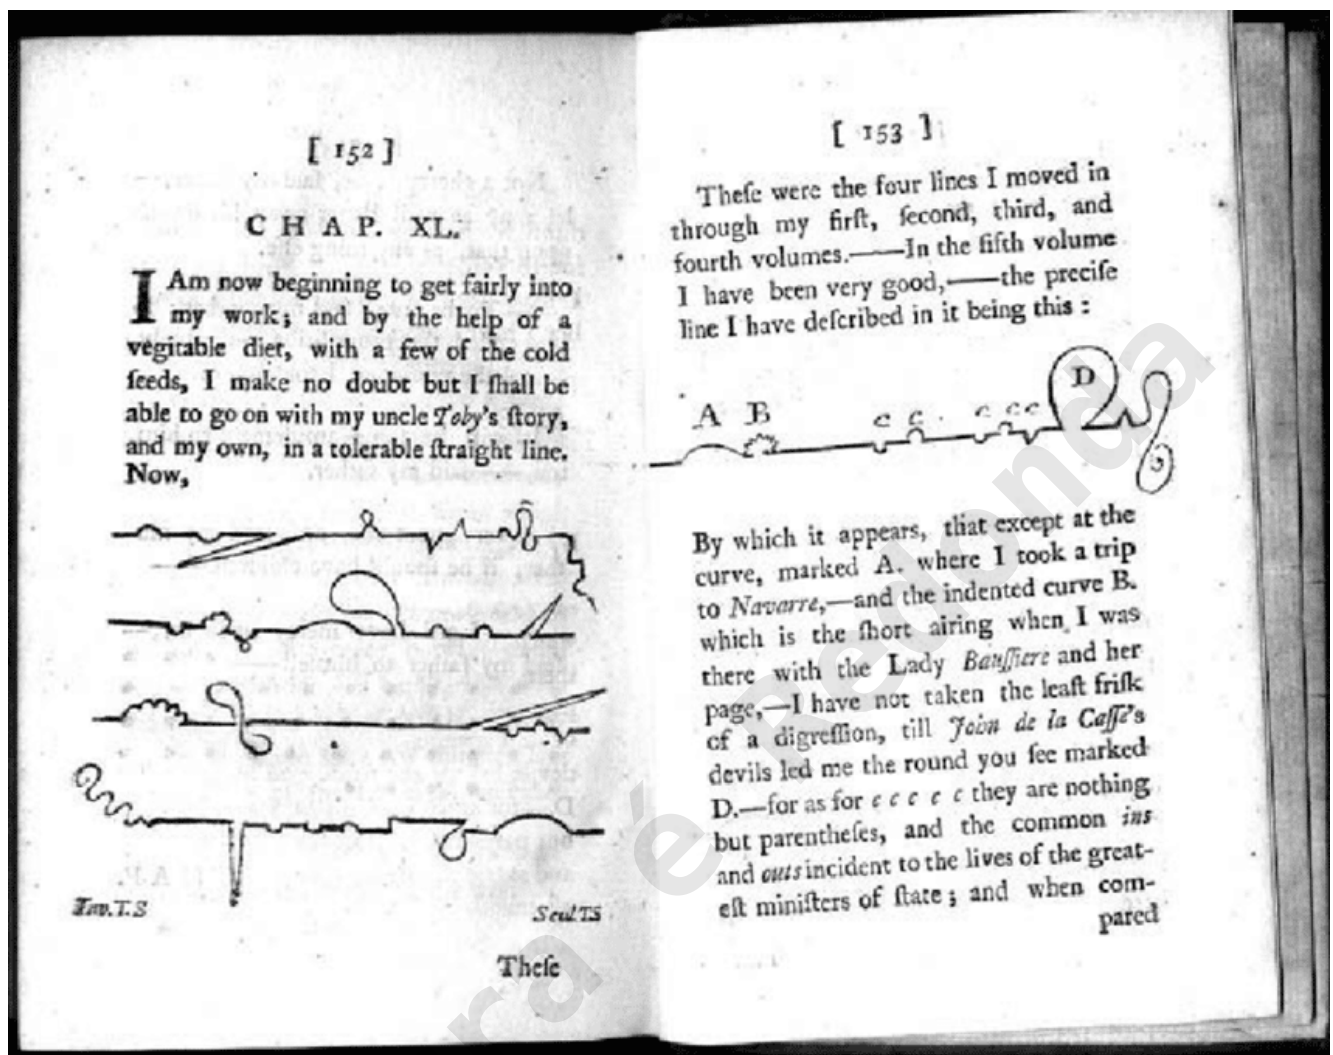 [ 152 ]
CHAP. XL.
I Am now beginning to get fairly into
my work; and by the help of a
vegitable diet, with a few of the cold
ſeeds, I make no doubt but I ſhall be
able to go on with my uncle Toby's ſtory,
and my own, in a tolerable ſtraight line.
Now,
Inv.T.S
Scul.T.S
Theſe
[ 153 ]
Theſe were the four lines I moved in
through my firſt, ſecond, third, and
fourth volumes.——In the fifth volume
I have been very good,——the preciſe
line I have deſcribed in it being this :
A B c c c c c D
By which it appears, that except at the
curve, marked A. where I took a trip
to Navarre,—and the indented curve B.
which is the ſhort airing when I was
there with the Lady Bauſſiere and her
page,—I have not taken the leaſt friſk
of a digreſſion, till John de la Caſſe's
devils led me the round you ſee marked
D.—for as for c c c c c they are nothing
but parentheſes, and the common ins
and outs incident to the lives of the great-
eſt miniſters of ſtate ; and when com-
pared
ra é Redonda